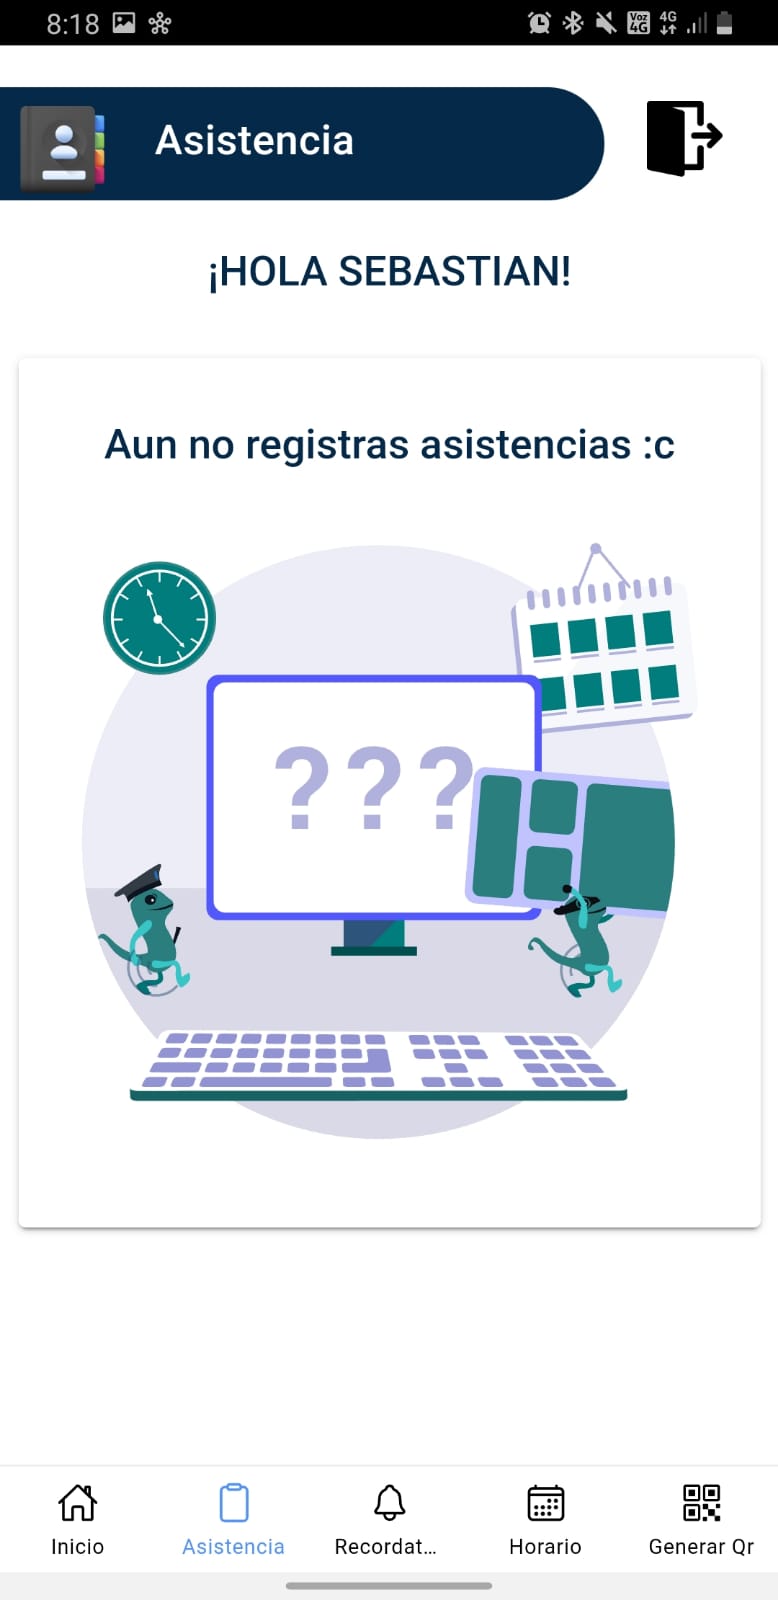 8:18
Voz 4G
4G
Asistencia
¡HOLA SEBASTIAN!
Aun no registras asistencias :c
???
Inicio
Asistencia
Recordat...
Horario
Generar Qr